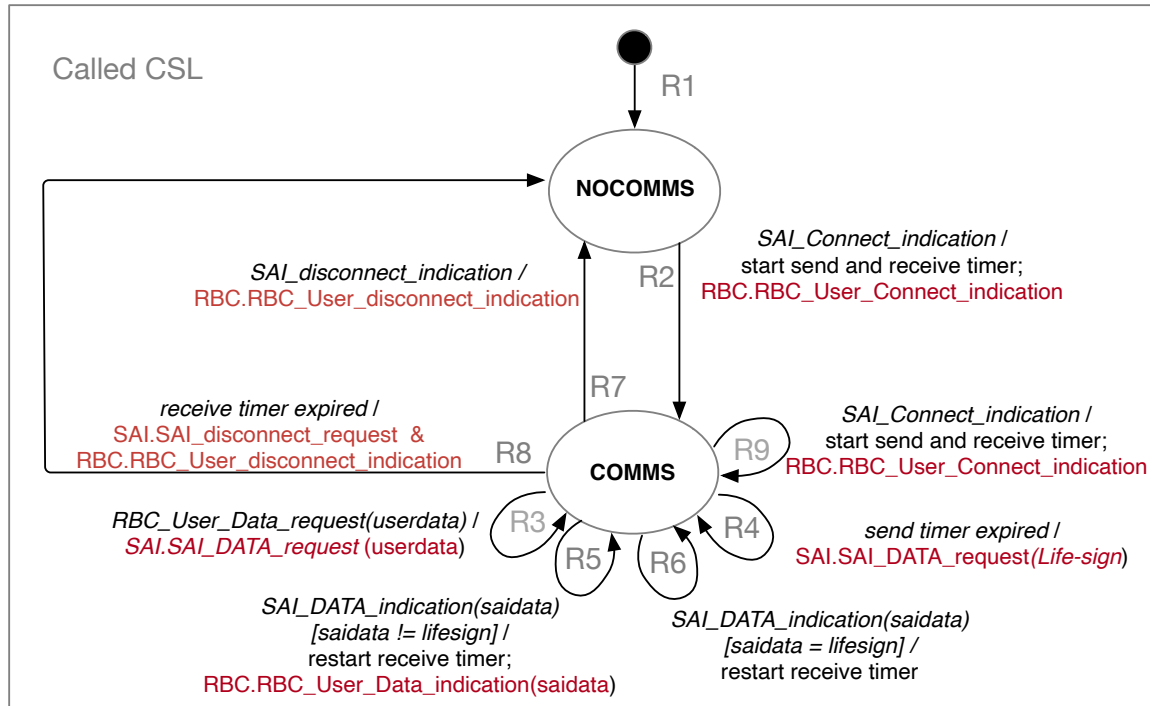 Called CSL
R1
NOCOMMS
SAI_Connect_indication /
start send and receive timer;
RBC.RBC_User_Connect_indication
SAI_disconnect_indication /
RBC.RBC_User_disconnect_indication
R2
R7
receive timer expired /
SAI.SAI_disconnect_request &
RBC.RBC_User_disconnect_indication
R8
COMMS
R9
SAI_Connect_indication /
start send and receive timer;
RBC.RBC_User_Connect_indication
RBC_User_Data_request(userdata) /
SAI.SAI_DATA_request (userdata)
R3
R5
R6
R4
send timer expired /
SAI.SAI_DATA_request(Life-sign)
SAI_DATA_indication(saidata)
[saidata != lifesign] /
restart receive timer;
RBC.RBC_User_Data_indication(saidata)
SAI_DATA_indication(saidata)
[saidata = lifesign] /
restart receive timer